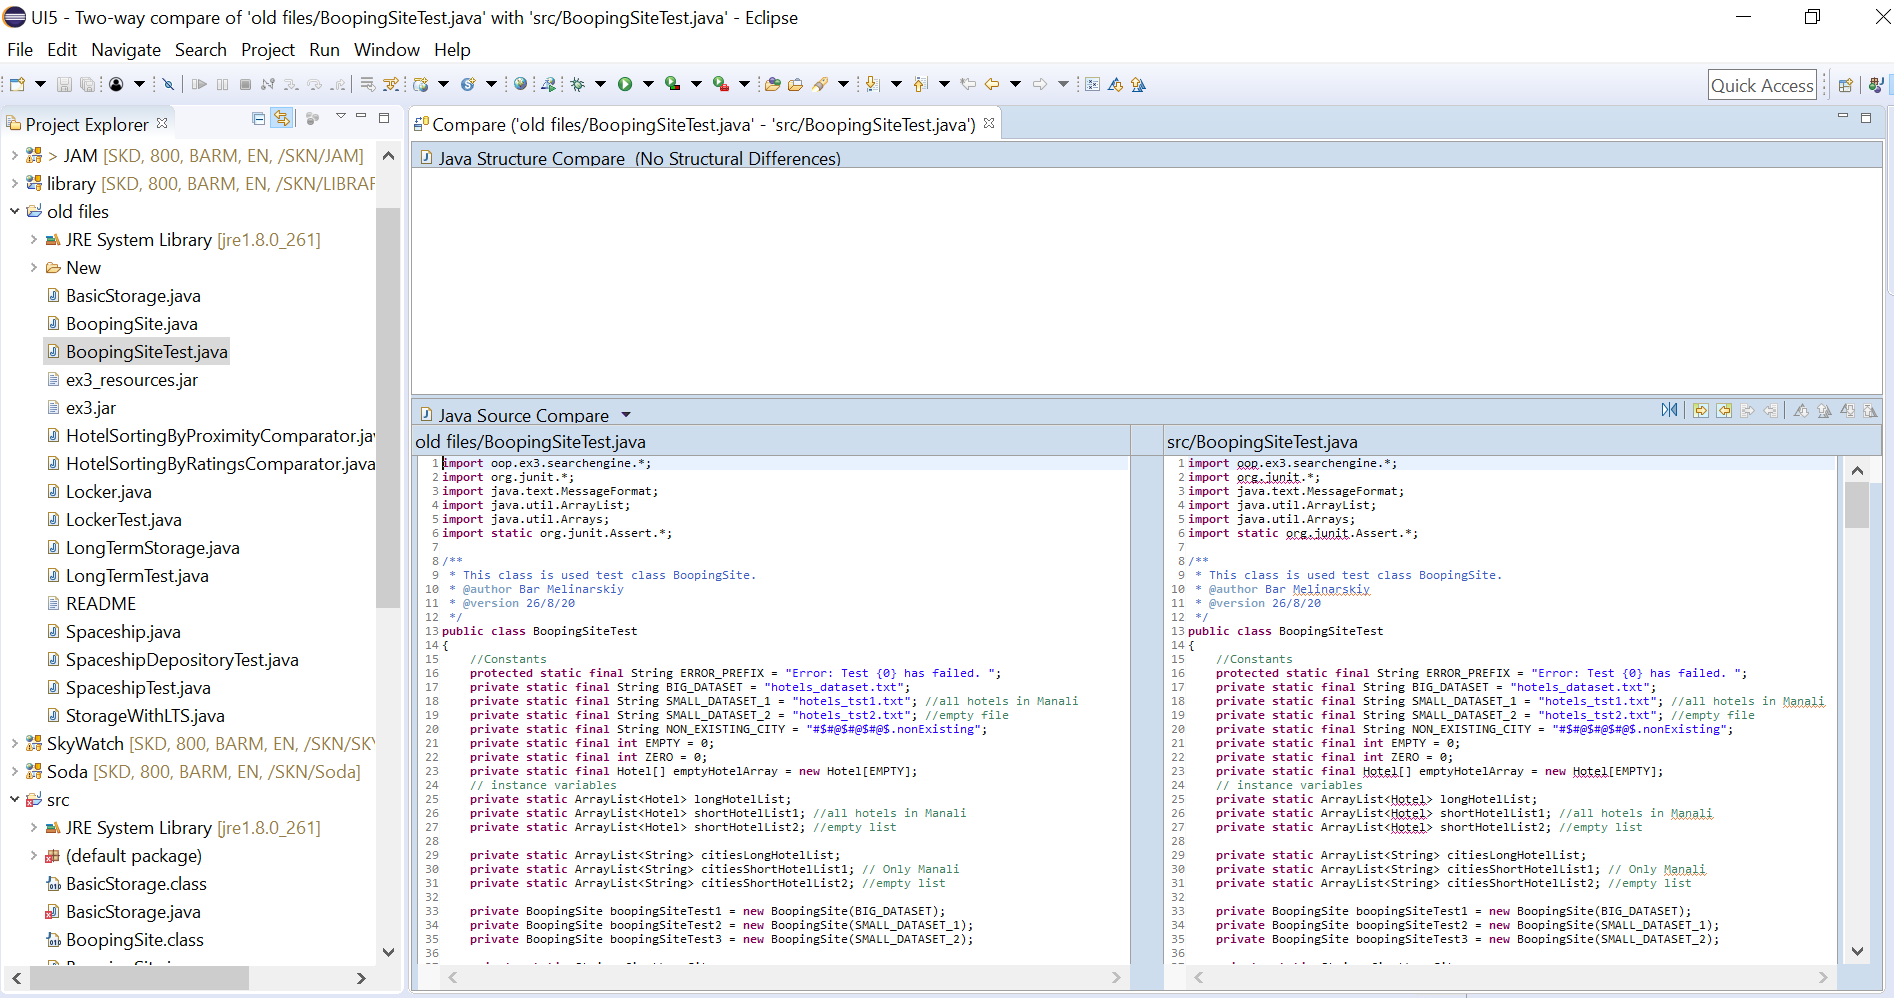 UI5 - Two-way compare of 'old files/BoopingSiteTest.java' with 'src/BoopingSiteTest.java' - Eclipse
File Edit Navigate Search Project Run Window Help
Quick Access
Project Explorer
> JAM [SKD, 800, BARM, EN, /SKN/JAM]
library [SKD, 800, BARM, EN, /SKN/LIBRAR
old files
JRE System Library [jre1.8.0_261]
New
BasicStorage.java
BoopingSite.java
BoopingSiteTest.java
ex3_resources.jar
ex3.jar
HotelSortingByProximityComparator.jav
HotelSortingByRatingsComparator.java
Locker.java
LockerTest.java
LongTermStorage.java
LongTermTest.java
README
Spaceship.java
SpaceshipDepositoryTest.java
SpaceshipTest.java
StorageWithLTS.java
SkyWatch [SKD, 800, BARM, EN, /SKN/SKY
Soda [SKD, 800, BARM, EN, /SKN/Soda]
src
JRE System Library [jre1.8.0_261]
(default package)
BasicStorage.class
BasicStorage.java
BoopingSite.class
Compare ('old files/BoopingSiteTest.java' - 'src/BoopingSiteTest.java')
Java Structure Compare (No Structural Differences)
Java Source Compare
old files/BoopingSiteTest.java
1 import oop.ex3.searchengine.*;
2 import org.junit.*;
3 import java.text.MessageFormat;
4 import java.util.ArrayList;
5 import java.util.Arrays;
6 import static org.junit.Assert.*;
7
8 /**
9 * This class is used test class BoopingSite.
10 * @author Bar Melinarskiy
11 * @version 26/8/20
12 */
13 public class BoopingSiteTest
14 {
15 //Constants
16 protected static final String ERROR_PREFIX = "Error: Test {0} has failed. ";
17 private static final String BIG_DATASET = "hotels_dataset.txt";
18 private static final String SMALL_DATASET_1 = "hotels_tst1.txt"; //all hotels in Manali
19 private static final String SMALL_DATASET_2 = "hotels_tst2.txt"; //empty file
20 private static final String NON_EXISTING_CITY = "#$#@$#@$#@$.nonExisting";
21 private static final int EMPTY = 0;
22 private static final int ZERO = 0;
23 private static final Hotel[] emptyHotelArray = new Hotel[EMPTY];
24 // instance variables
25 private static ArrayList<Hotel> longHotelList;
26 private static ArrayList<Hotel> shortHotelList1; //all hotels in Manali
27 private static ArrayList<Hotel> shortHotelList2; //empty list
28
29 private static ArrayList<String> citiesLongHotelList;
30 private static ArrayList<String> citiesShortHotelList1; // Only Manali
31 private static ArrayList<String> citiesShortHotelList2; //empty list
32
33 private BoopingSite boopingSiteTest1 = new BoopingSite(BIG_DATASET);
34 private BoopingSite boopingSiteTest2 = new BoopingSite(SMALL_DATASET_1);
35 private BoopingSite boopingSiteTest3 = new BoopingSite(SMALL_DATASET_2);
36
src/BoopingSiteTest.java
1 import oop.ex3.searchengine.*;
2 import org.junit.*;
3 import java.text.MessageFormat;
4 import java.util.ArrayList;
5 import java.util.Arrays;
6 import static org.junit.Assert.*;
7
8 /**
9 * This class is used test class BoopingSite.
10 * @author Bar Melinarskiy
11 * @version 26/8/20
12 */
13 public class BoopingSiteTest
14 {
15 //Constants
16 protected static final String ERROR_PREFIX = "Error: Test {0} has failed. ";
17 private static final String BIG_DATASET = "hotels_dataset.txt";
18 private static final String SMALL_DATASET_1 = "hotels_tst1.txt"; //all hotels in Manali
19 private static final String SMALL_DATASET_2 = "hotels_tst2.txt"; //empty file
20 private static final String NON_EXISTING_CITY = "#$#@$#@$#@$.nonExisting";
21 private static final int EMPTY = 0;
22 private static final int ZERO = 0;
23 private static final Hotel[] emptyHotelArray = new Hotel[EMPTY];
24 // instance variables
25 private static ArrayList<Hotel> longHotelList;
26 private static ArrayList<Hotel> shortHotelList1; //all hotels in Manali
27 private static ArrayList<Hotel> shortHotelList2; //empty list
28
29 private static ArrayList<String> citiesLongHotelList;
30 private static ArrayList<String> citiesShortHotelList1; // Only Manali
31 private static ArrayList<String> citiesShortHotelList2; //empty list
32
33 private BoopingSite boopingSiteTest1 = new BoopingSite(BIG_DATASET);
34 private BoopingSite boopingSiteTest2 = new BoopingSite(SMALL_DATASET_1);
35 private BoopingSite boopingSiteTest3 = new BoopingSite(SMALL_DATASET_2);
36